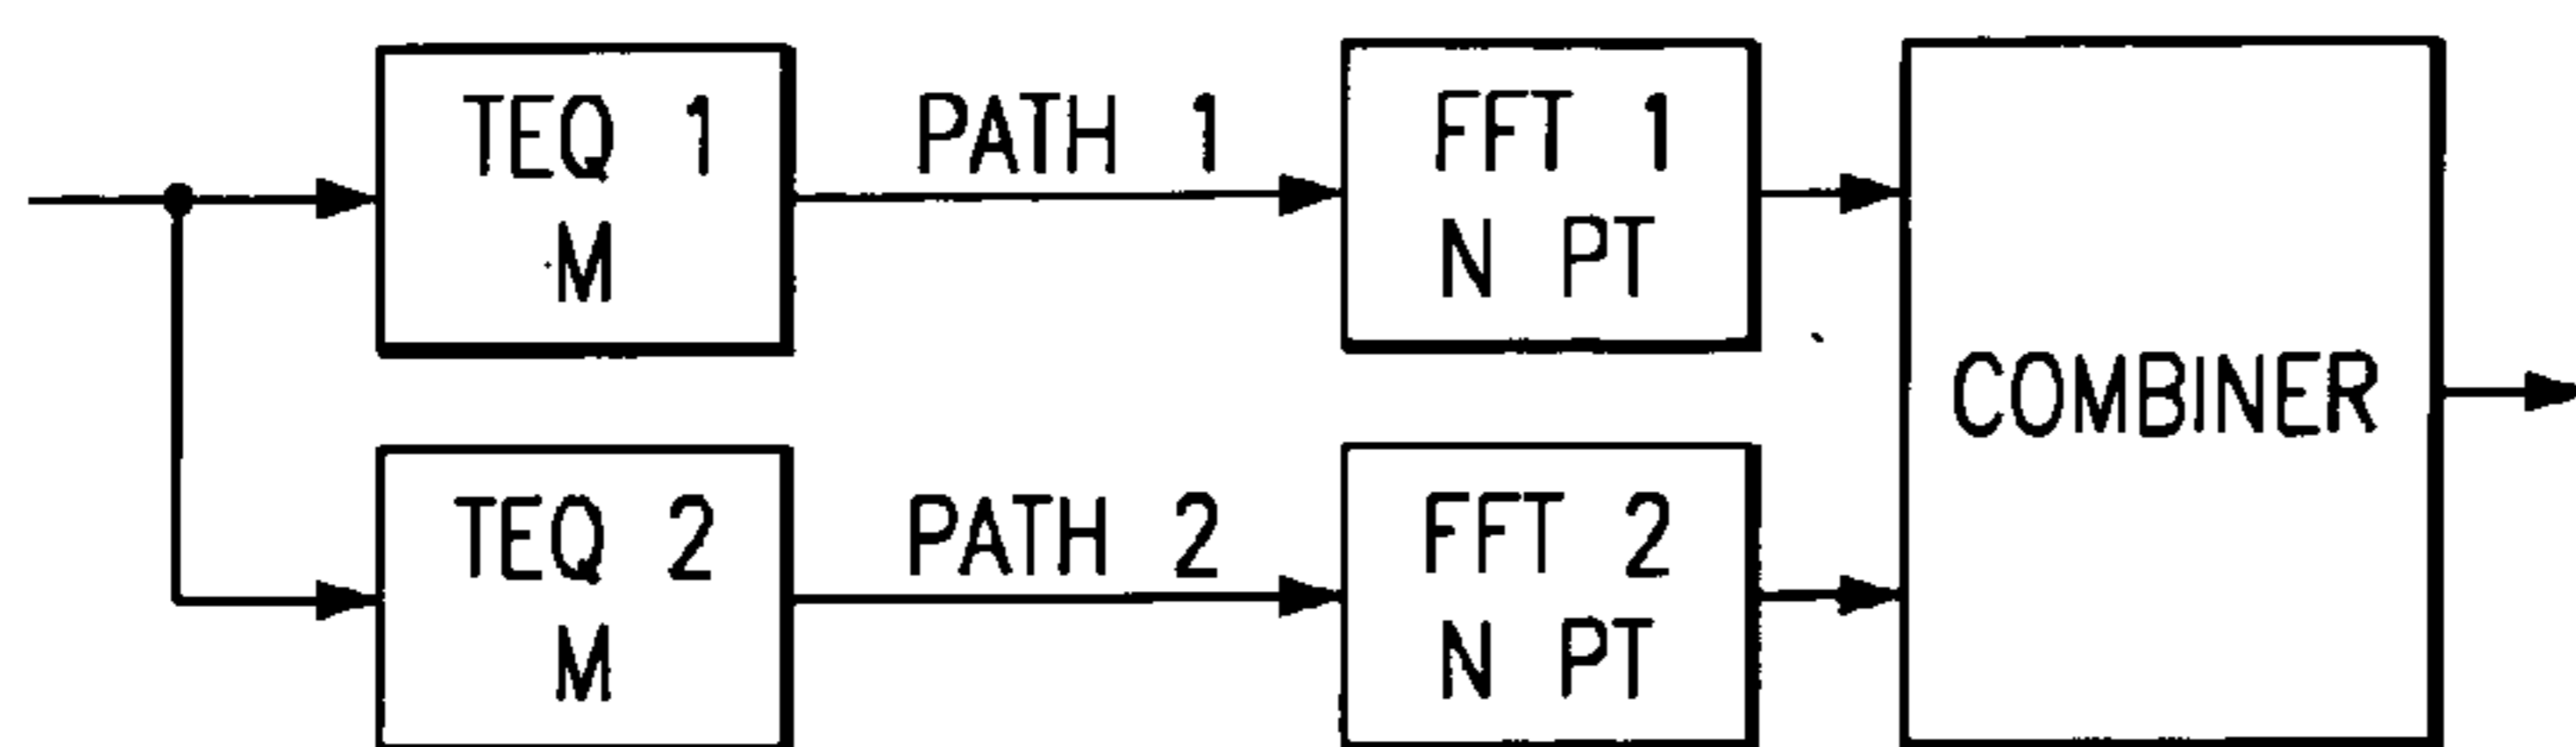 TEQ 1
M
PATH 1
FFT 1
N PT
COMBINER
TEQ 2
M
PATH 2
FFT 2
N PT